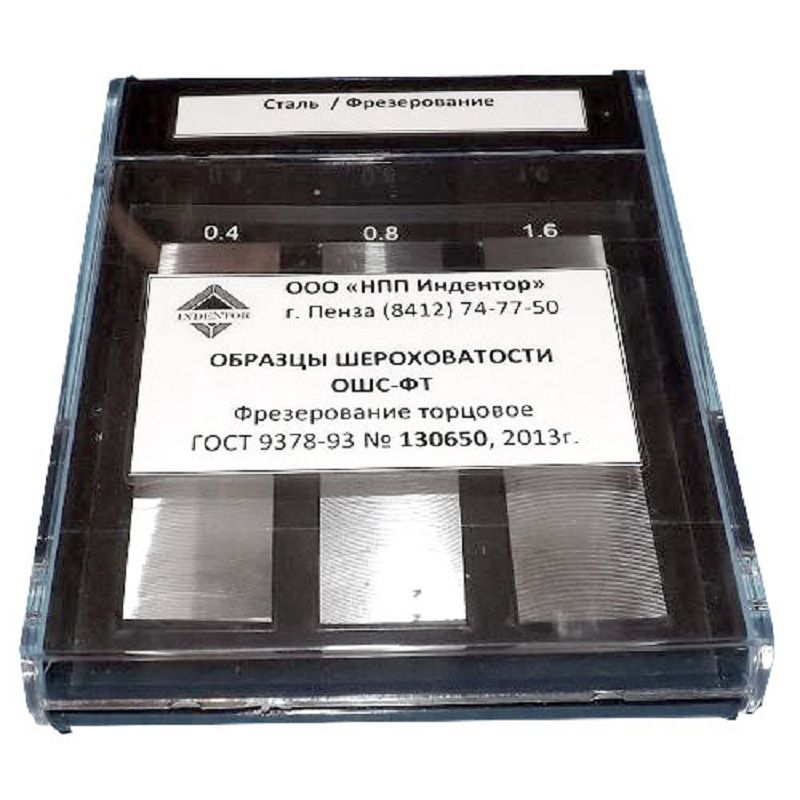 Сталь / Фрезерование
0.4 0.8 1.6
ООО «НПП Индентор»
г. Пенза (8412) 74-77-50
INDENTOR
ОБРАЗЦЫ ШЕРОХОВАТОСТИ
ОШС-ФТ
Фрезерование торцовое
ГОСТ 9378-93 № 130650, 2013г.